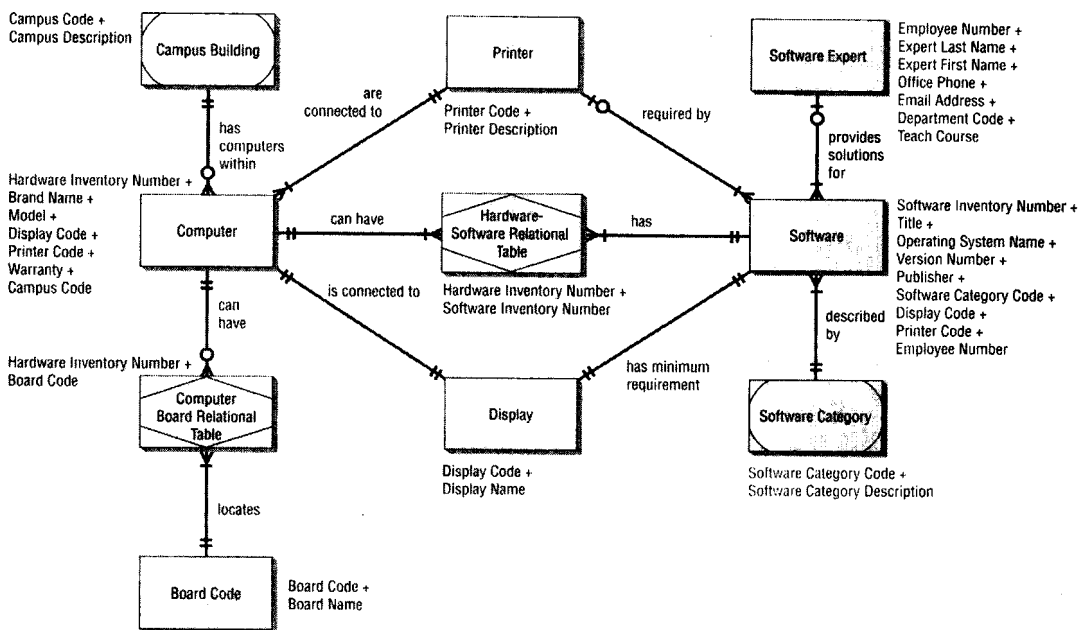 Campus Code +
Campus Description
Campus Building
Printer
Software Expert
Employee Number +
Expert Last Name +
Expert First Name +
Office Phone +
Email Address +
Department Code +
Teach Course
are
connected to
Printer Code +
Printer Description
required by
has
computers
within
provides
solutions
for
Hardware Inventory Number +
Brand Name +
Model +
Display Code +
Printer Code +
Warranty +
Campus Code
Computer
can have
Hardware-
Software Relational
Table
has
Software
Software Inventory Number +
Title +
Operating System Name +
Version Number +
Publisher +
Software Category Code +
Display Code +
Printer Code +
Employee Number
is connected to
Hardware Inventory Number +
Software Inventory Number
can
have
described
by
Hardware Inventory Number +
Board Code
has minimum
requirement
Computer
Board Relational
Table
Display
Software Category
Display Code +
Display Name
Software Category Code +
Software Category Description
locates
Board Code
Board Code +
Board Name